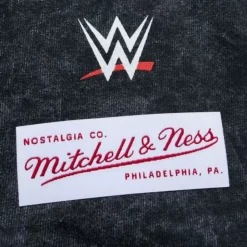 W
NOSTALGIA CO.
Mitchell & Ness
PHILADELPHIA, PA.